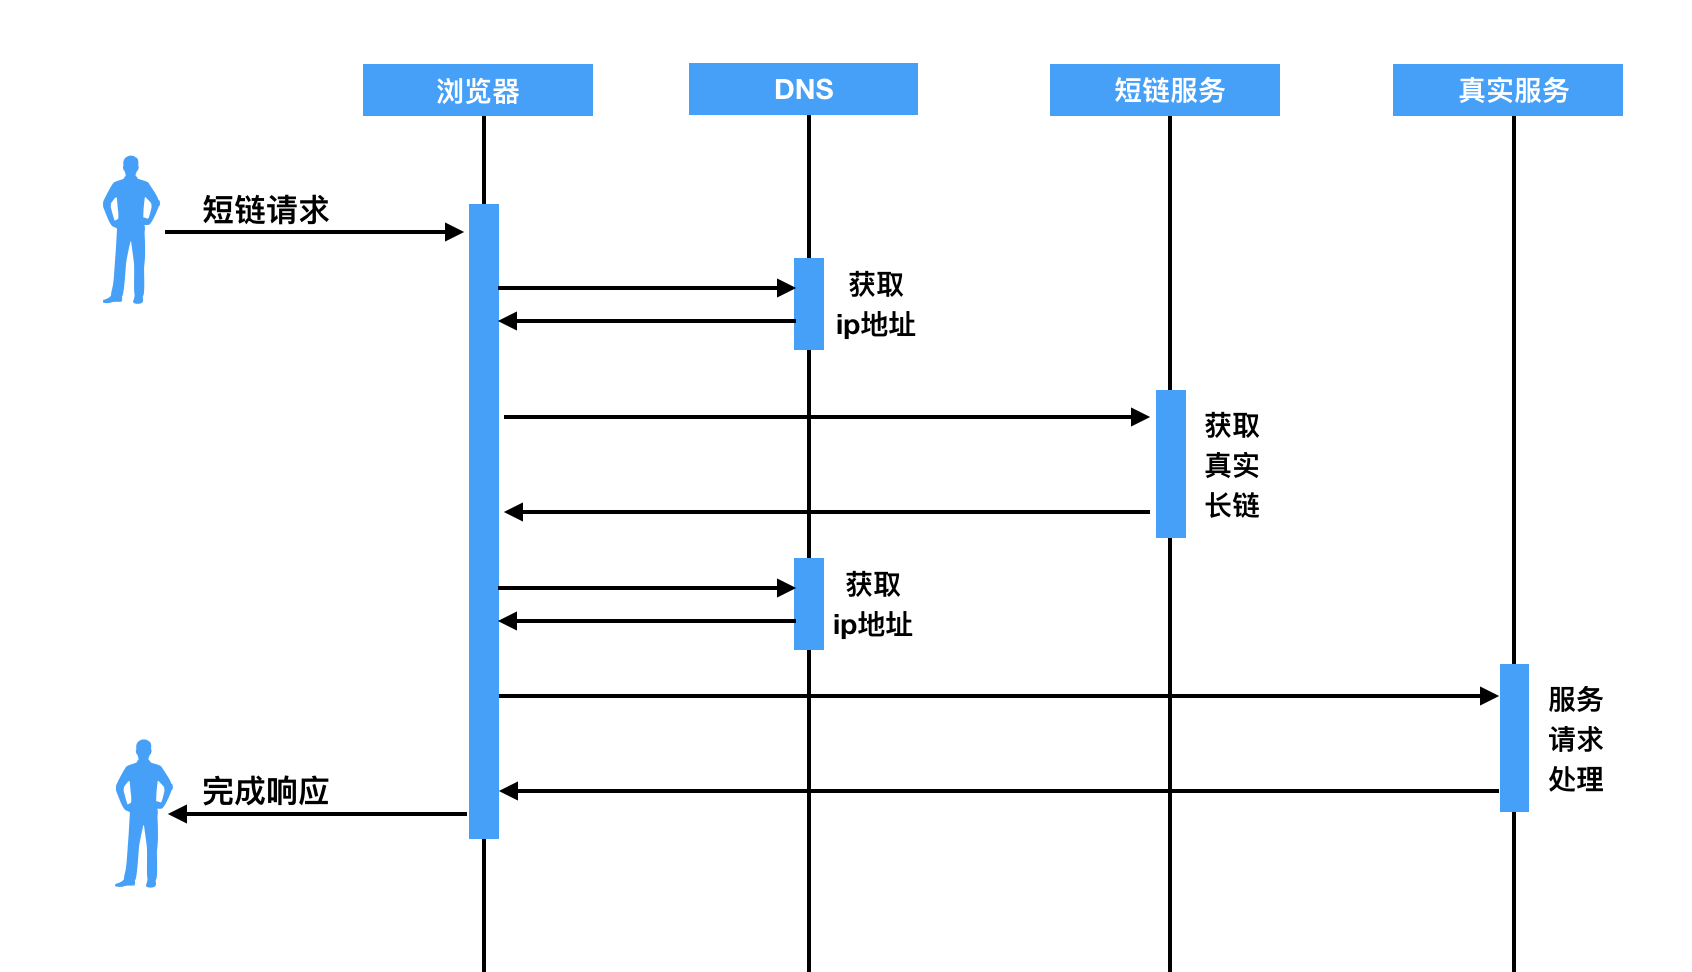 浏览器
DNS
短链服务
真实服务
短链请求
获取
ip地址
获取
真实
长链
获取
ip地址
服务
请求
处理
完成响应